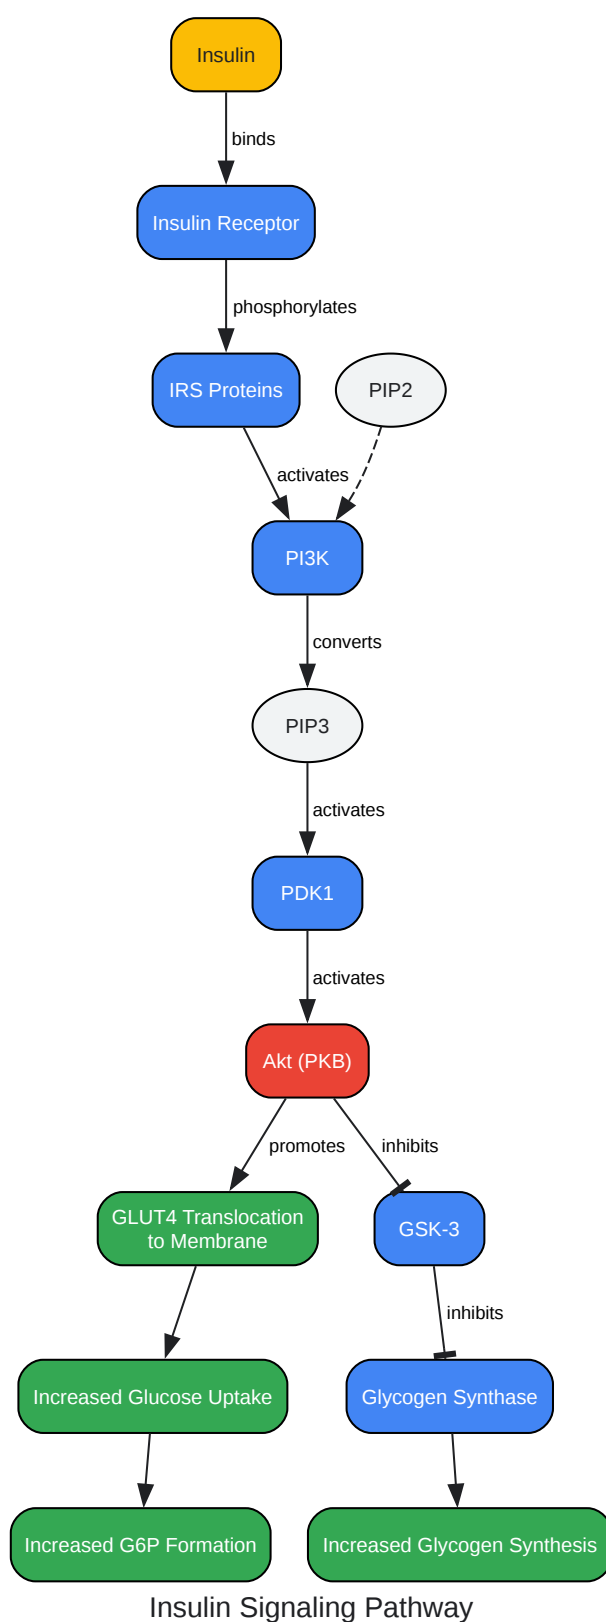 Insulin
binds
Insulin Receptor
phosphorylates
IRS Proteins
PIP2
activates
PI3K
converts
PIP3
activates
PDK1
activates
Akt (PKB)
promotes
inhibits
GLUT4 Translocation
to Membrane
GSK-3
inhibits
Increased Glucose Uptake
Glycogen Synthase
Increased G6P Formation
Increased Glycogen Synthesis
Insulin Signaling Pathway